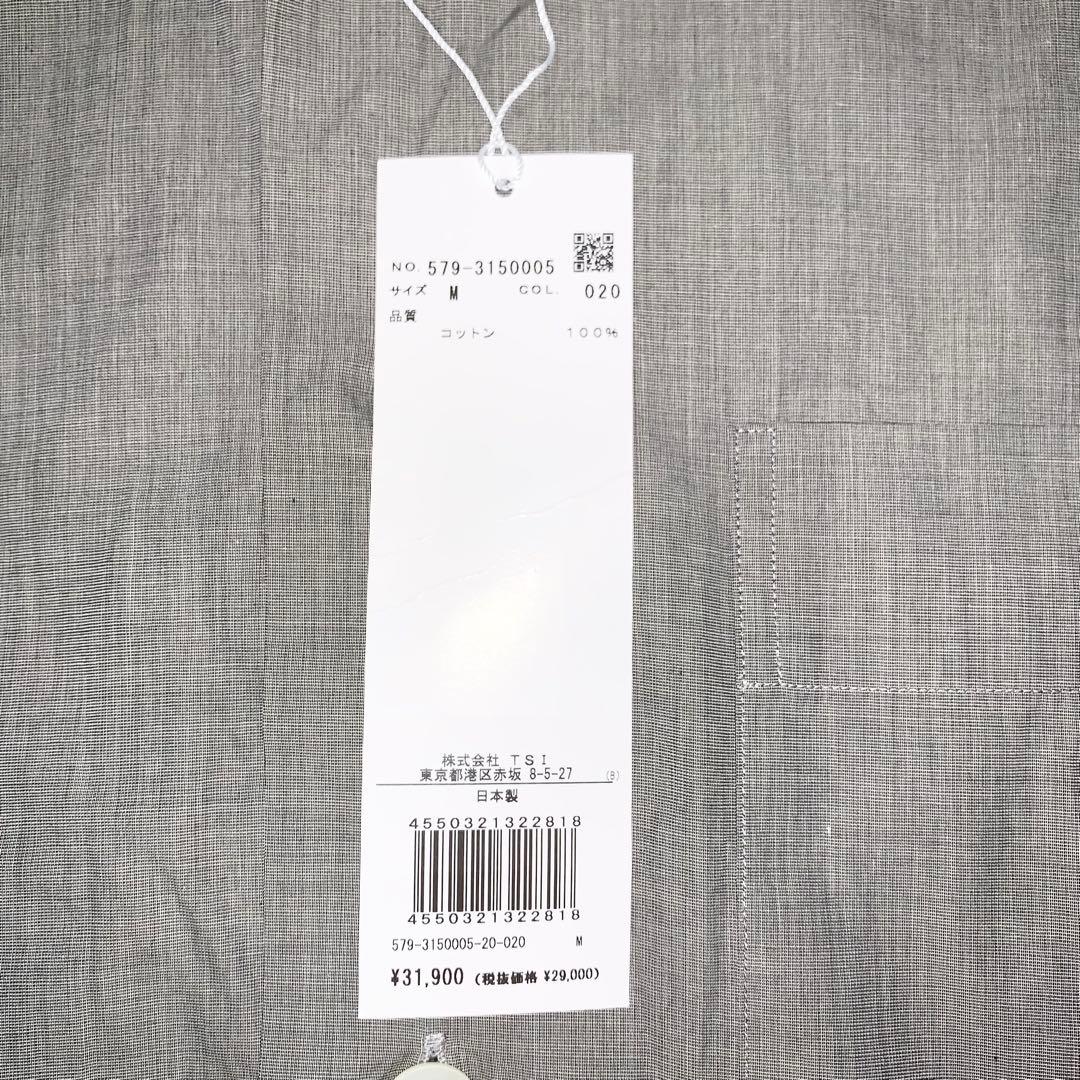 NO. 579-3150005
サイズ M COL. 020
品質
コットン 100%
株式会社 TSI
東京都港区赤坂 8-5-27 (B)
日本製
4550321322818
4550321322818
579-3150005-20-020 M
¥31,900 (税抜価格 ¥29,000)